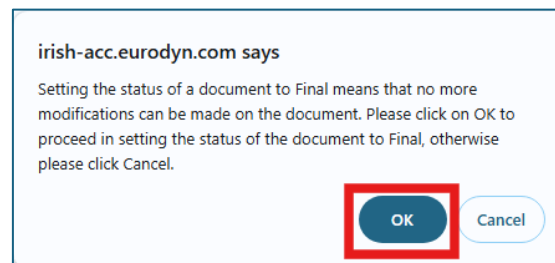 irish-acc.eurodyn.com says
Setting the status of a document to Final means that no more
modifications can be made on the document. Please click on OK to
proceed in setting the status of the document to Final, otherwise
please click Cancel.
OK
Cancel